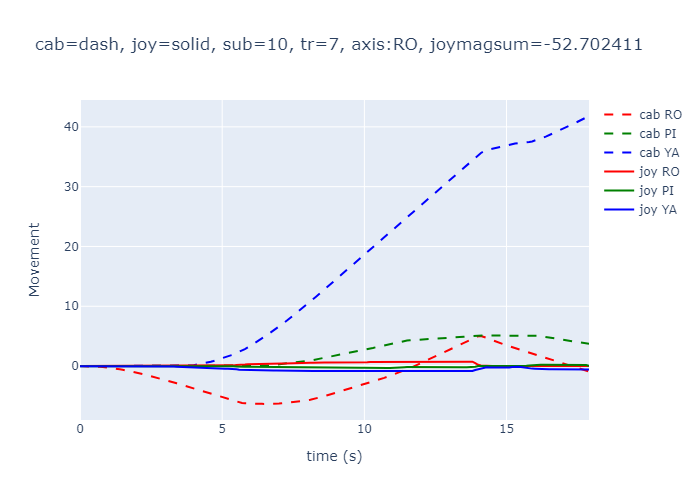 cab=dash, joy=solid, sub=10, tr=7, axis:RO, joymagsum=-52.702411
cab RO
cab PI
cab YA
joy RO
joy PI
joy YA
Movement
40
30
20
10
0
0
5
10
15
time (s)